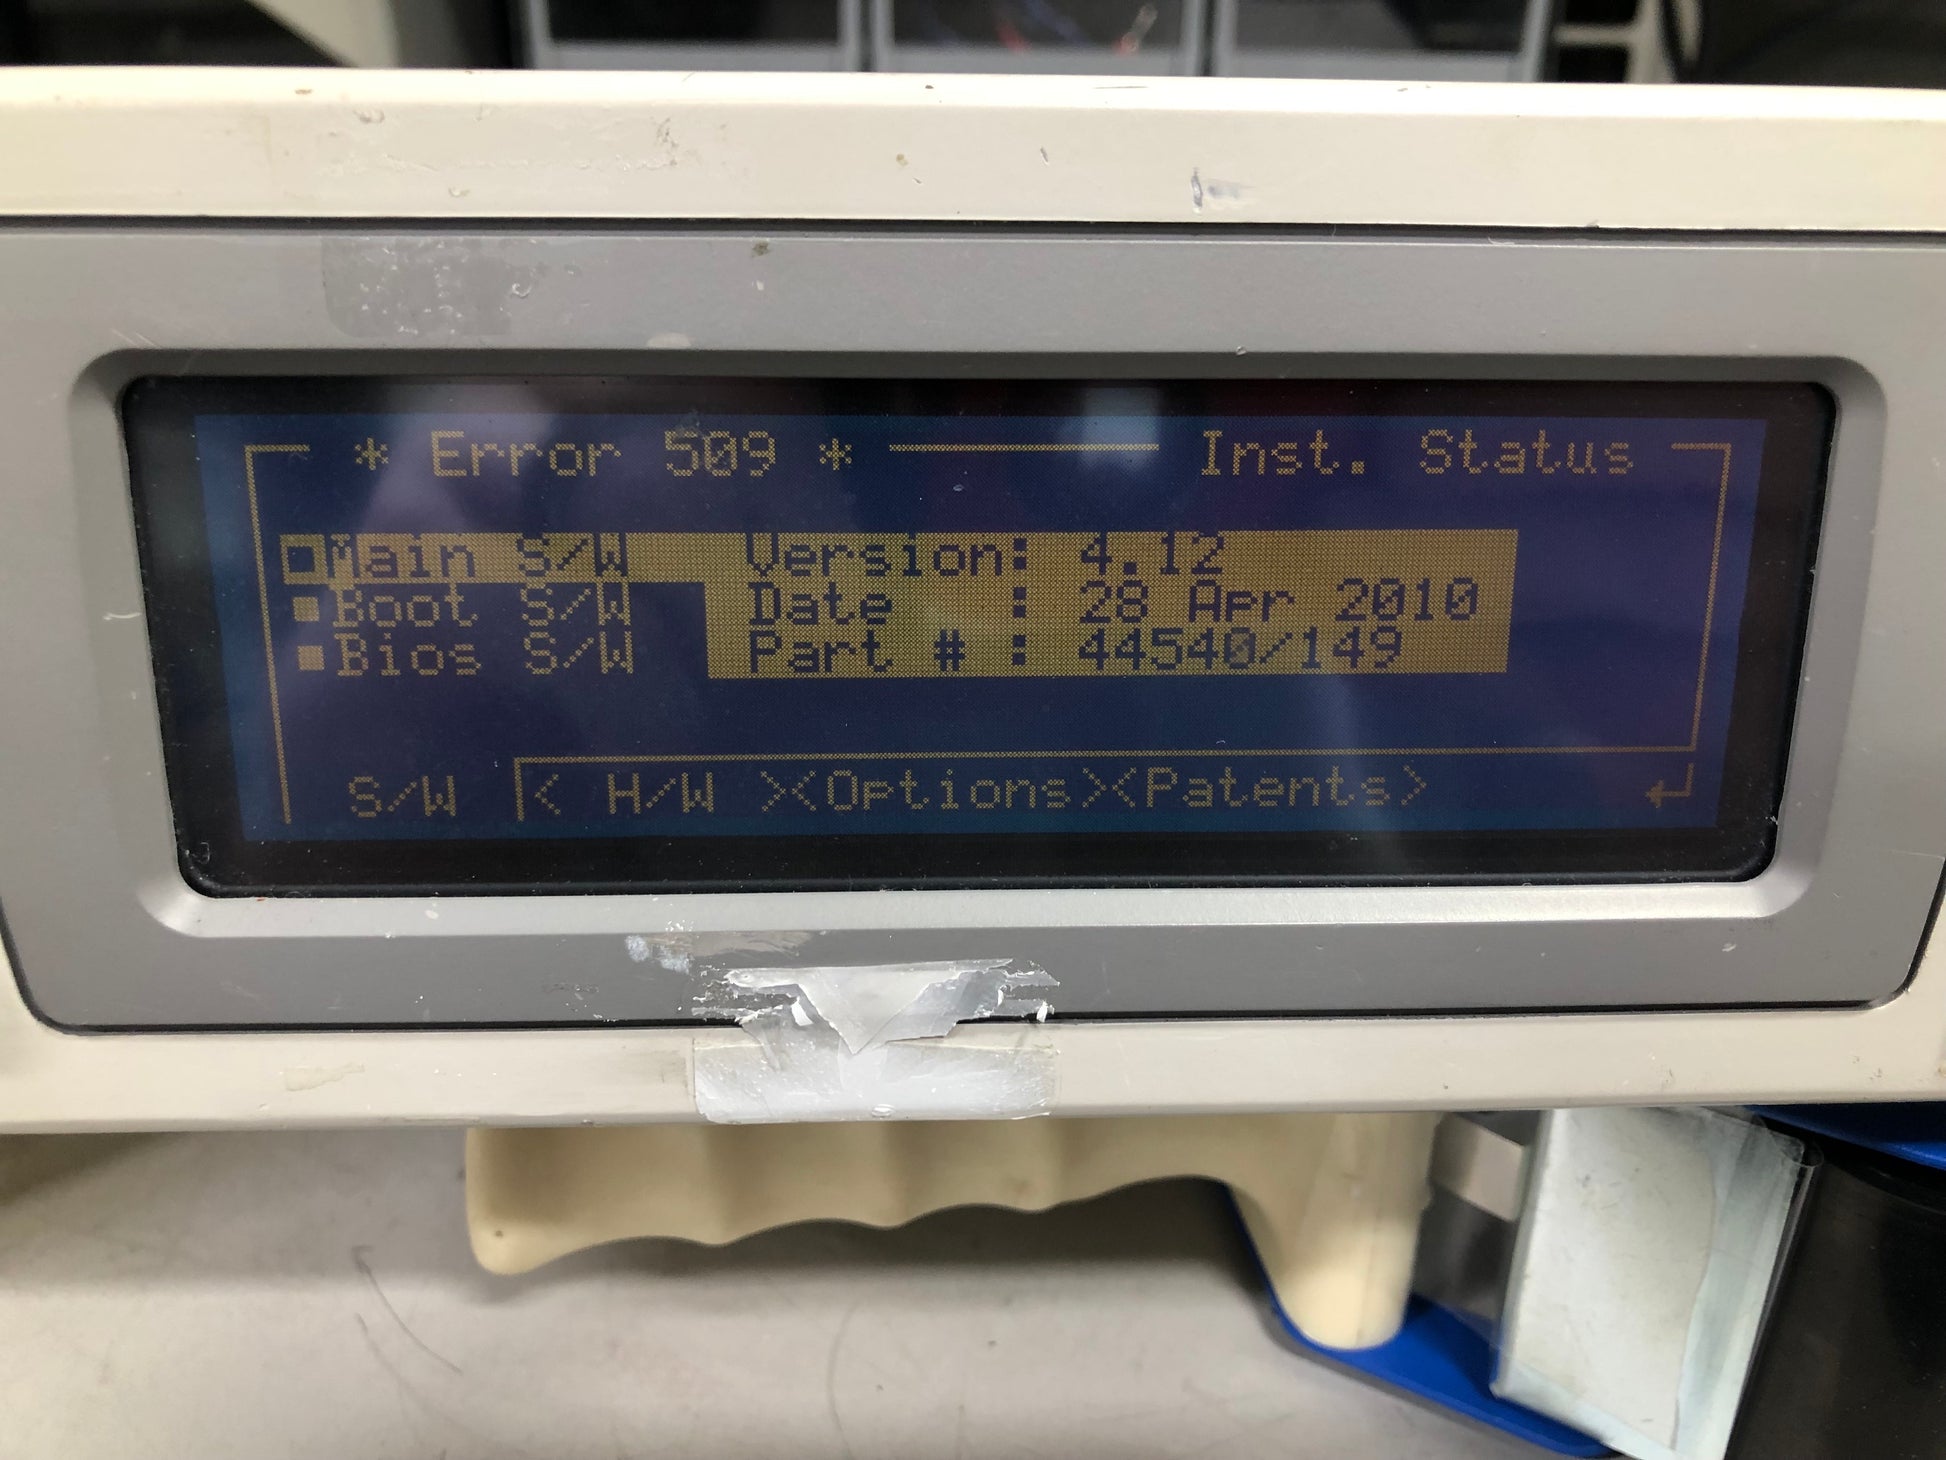 * Error 509 * Inst. Status
Main S/W Version: 4.12
Boot S/W Date : 28 Apr 2010
Bios S/W Part # : 44540/149
S/W < H/W ><Options><Patents> ↵